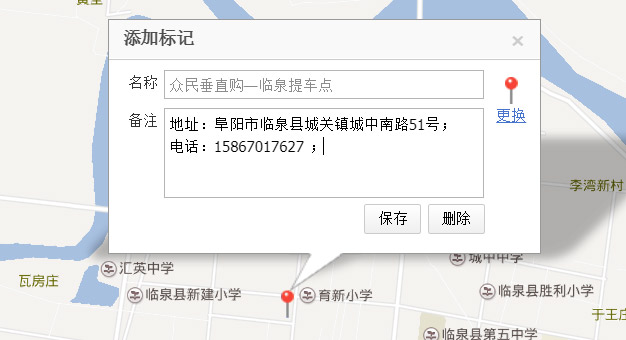 添加标记
×
名称
众民垂直购—临泉提车点
备注
地址：阜阳市临泉县城关镇城中南路51号；
电话：15867017627 ；
更换
保存
删除
李湾新村
汇英中学
城中中学
瓦房庄
临泉县新建小学
育新小学
临泉县胜利小学
于王庄
临泉县第五中学